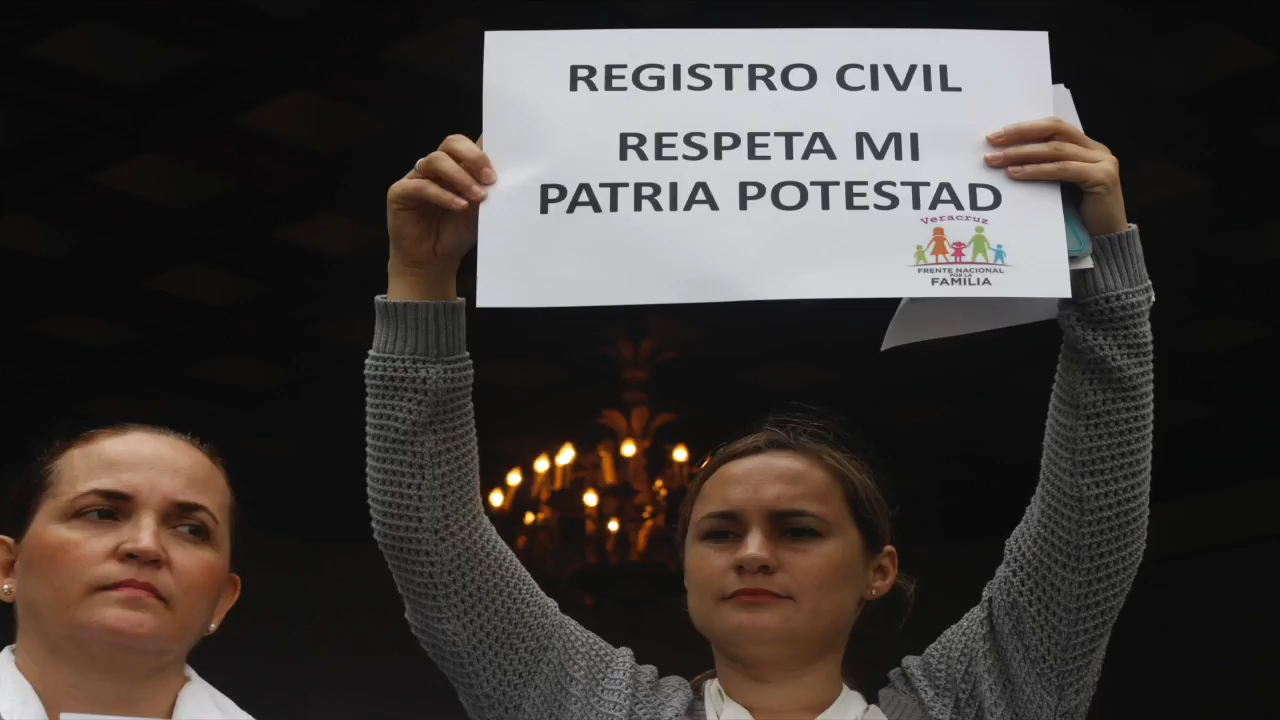 REGISTRO CIVIL
RESPETA MI
PATRIA POTESTAD
Veracruz
FRENTE NACIONAL
POR LA
FAMILIA